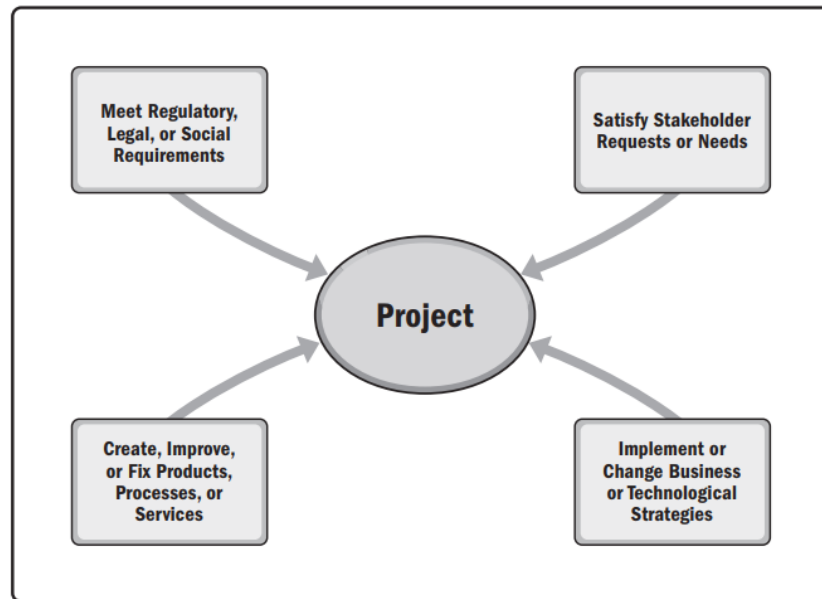 Meet Regulatory,
Legal, or Social
Requirements
Satisfy Stakeholder
Requests or Needs
Project
Create, Improve,
or Fix Products,
Processes, or
Services
Implement or
Change Business
or Technological
Strategies